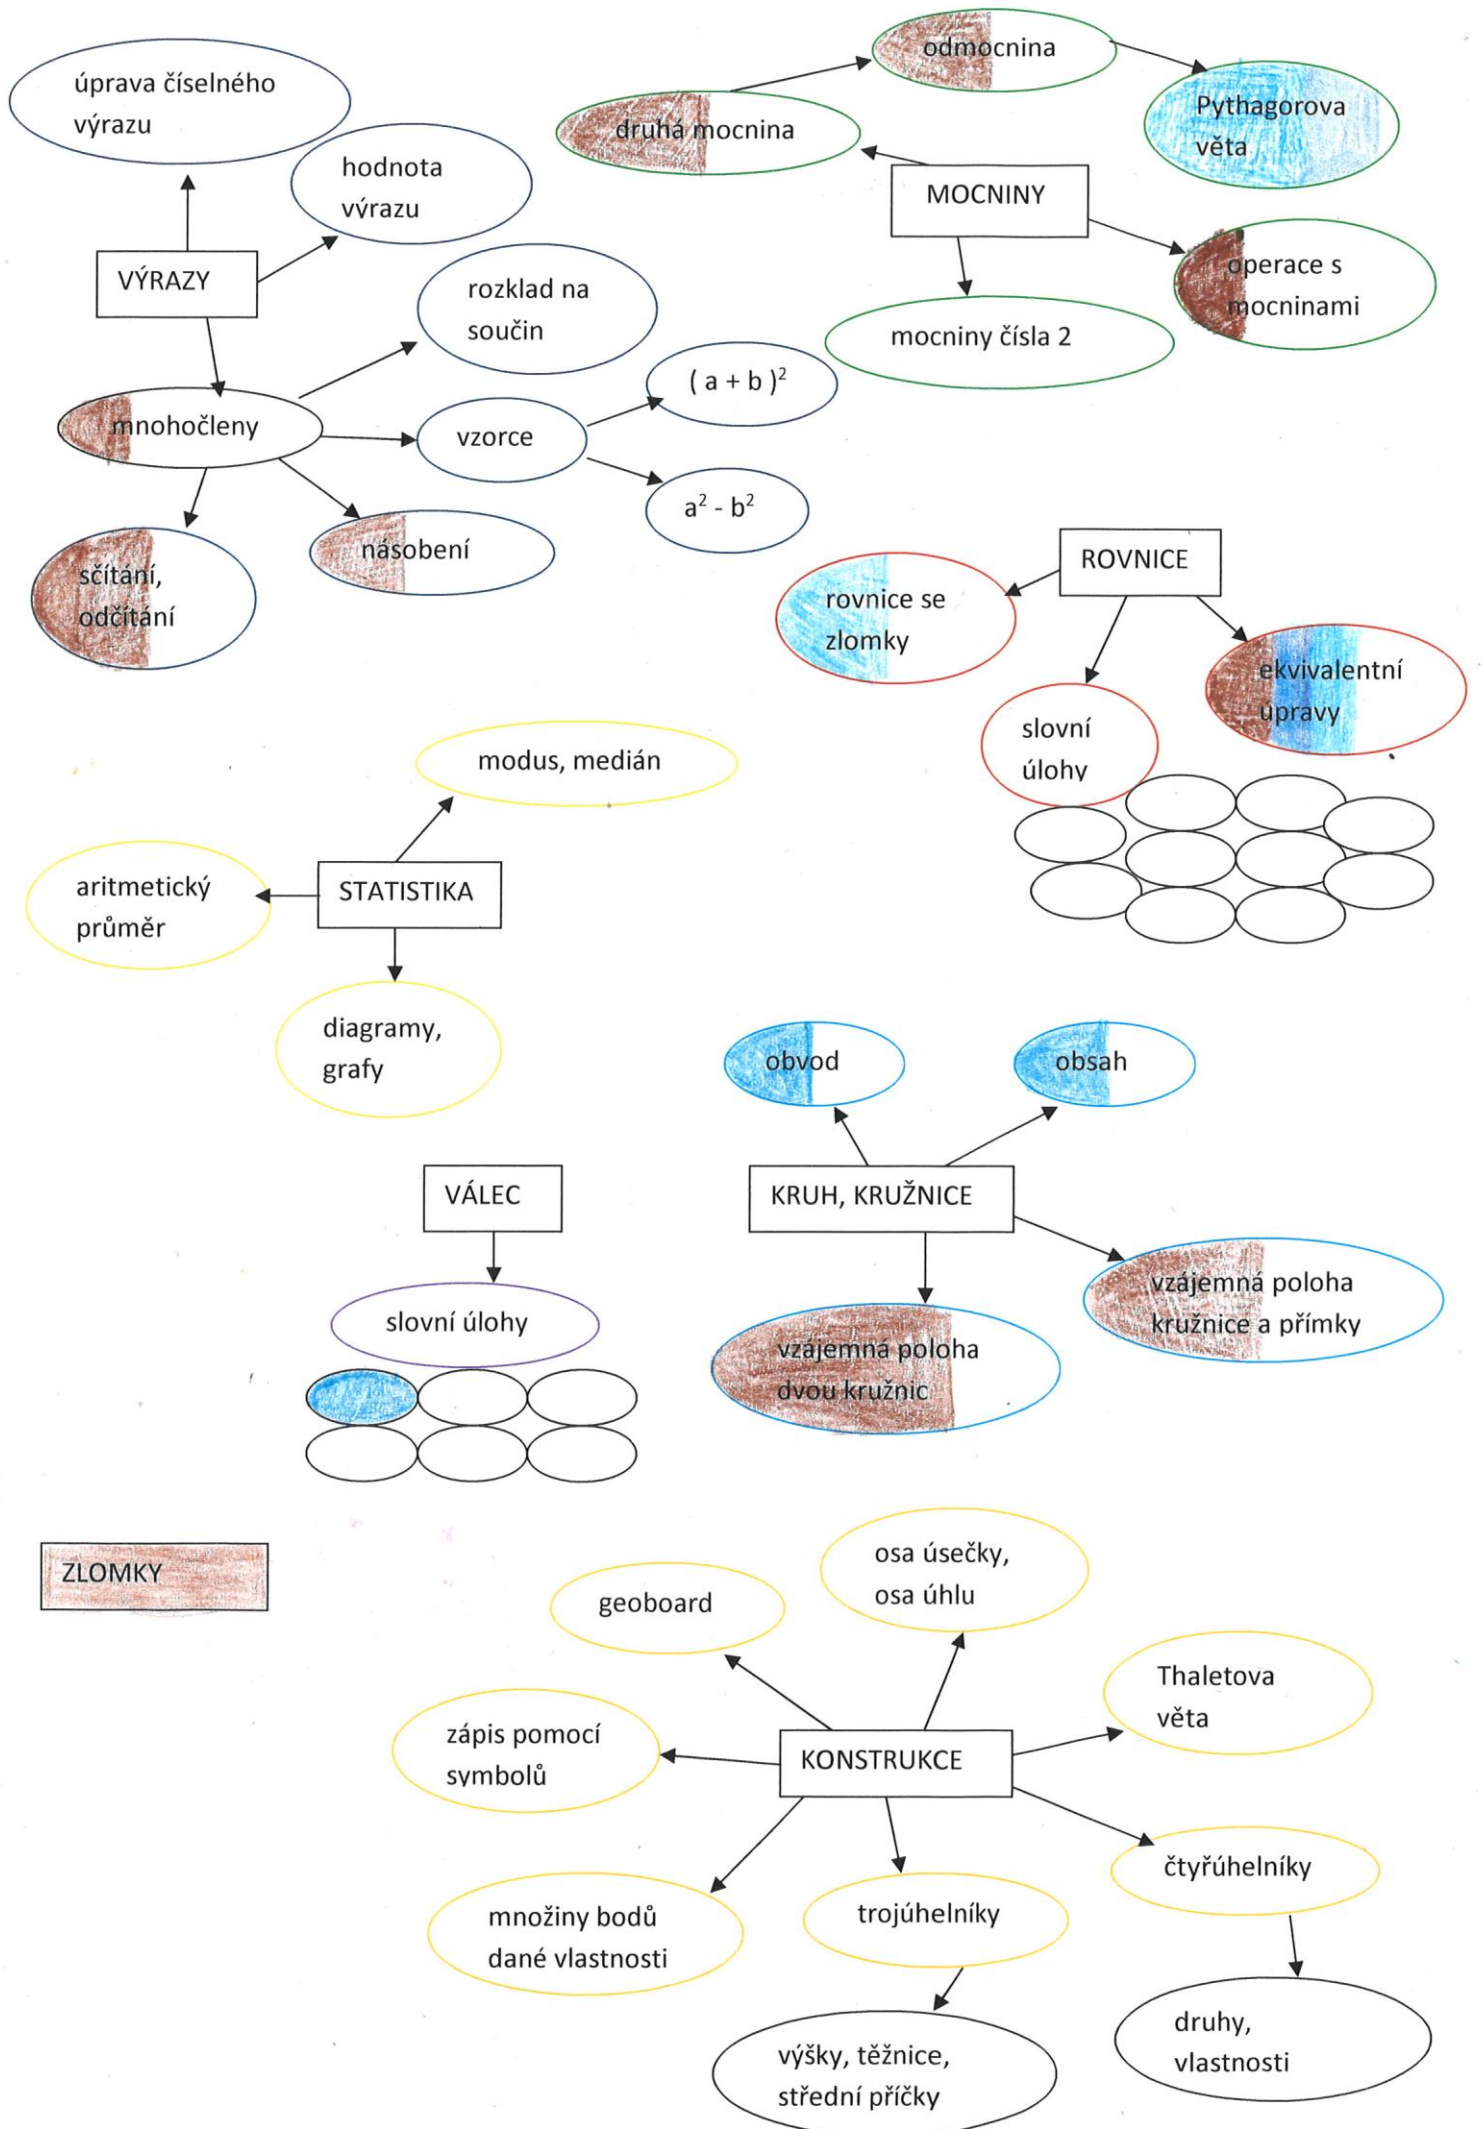 úprava číselného
výrazu
hodnota
výrazu
VÝRAZY
rozklad na
součin
mnohočleny
vzorce
( a + b )²
a² - b²
sčítání,
odčítání
násobení
odmocnina
druhá mocnina
Pythagorova
věta
MOCNINY
operace s
mocninami
mocniny čísla 2
ROVNICE
rovnice se
zlomky
ekvivalentní
úpravy
slovní
úlohy
modus, medián
aritmetický
průměr
STATISTIKA
diagramy,
grafy
obvod
obsah
VÁLEC
KRUH, KRUŽNICE
slovní úlohy
vzájemná poloha
kružnice a přímky
vzájemná poloha
dvou kružnic
ZLOMKY
geoboard
osa úsečky,
osa úhlu
Thaletova
věta
zápis pomocí
symbolů
KONSTRUKCE
množiny bodů
dané vlastnosti
trojúhelníky
čtyřúhelníky
výšky, těžnice,
střední příčky
druhy,
vlastnosti